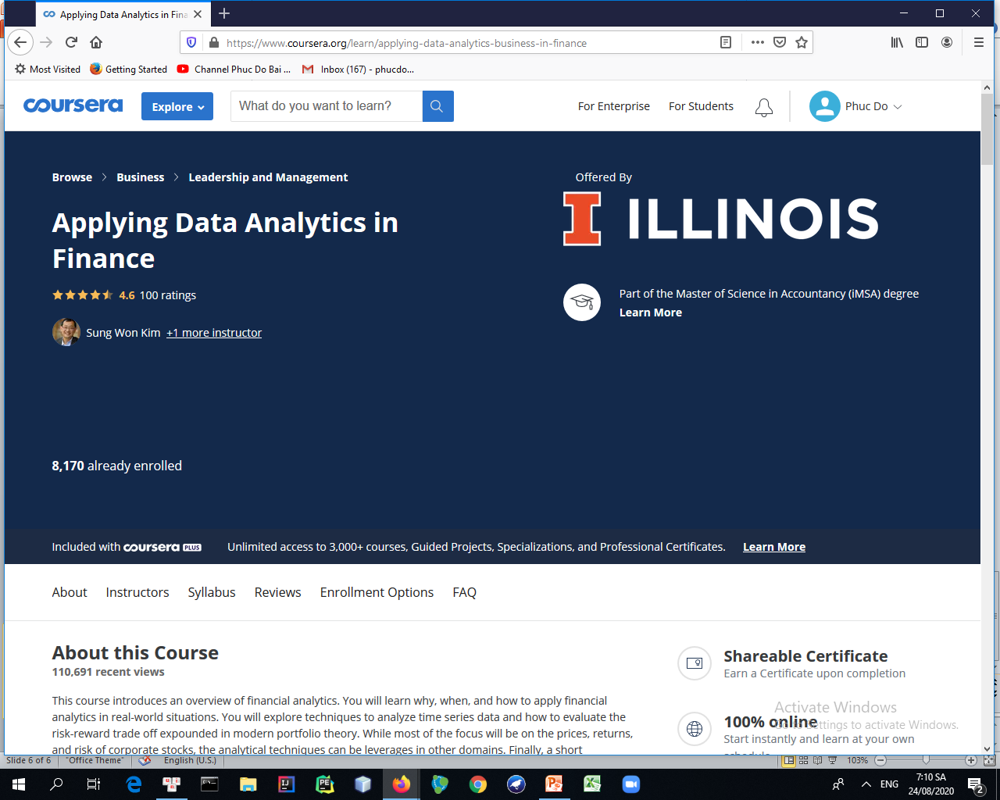 Applying Data Analytics in Fina
https://www.coursera.org/learn/applying-data-analytics-business-in-finance
Most Visited Getting Started Channel Phuc Do Bai ... Inbox (167) - phucdo...
coursera Explore What do you want to learn? For Enterprise For Students Phuc Do
Browse > Business > Leadership and Management
Offered By
I ILLINOIS
Applying Data Analytics in
Finance
4.6 100 ratings
Part of the Master of Science in Accountancy (iMSA) degree
Learn More
Sung Won Kim +1 more instructor
8,170 already enrolled
Included with coursera PLUS Unlimited access to 3,000+ courses, Guided Projects, Specializations, and Professional Certificates. Learn More
About Instructors Syllabus Reviews Enrollment Options FAQ
About this Course
110,691 recent views
This course introduces an overview of financial analytics. You will learn why, when, and how to apply financial
analytics in real-world situations. You will explore techniques to analyze time series data and how to evaluate the
risk-reward trade off expounded in modern portfolio theory. While most of the focus will be on the prices, returns,
and risk of corporate stocks, the analytical techniques can be leverages in other domains. Finally, a short
Shareable Certificate
Earn a Certificate upon completion
100% online
Start instantly and learn at your own
schedule.
Activate Windows
Go to Settings to activate Windows.
Slide 6 of 6 "Office Theme" English (U.S.) 103%
ENG 7:10 SA
24/08/2020 2